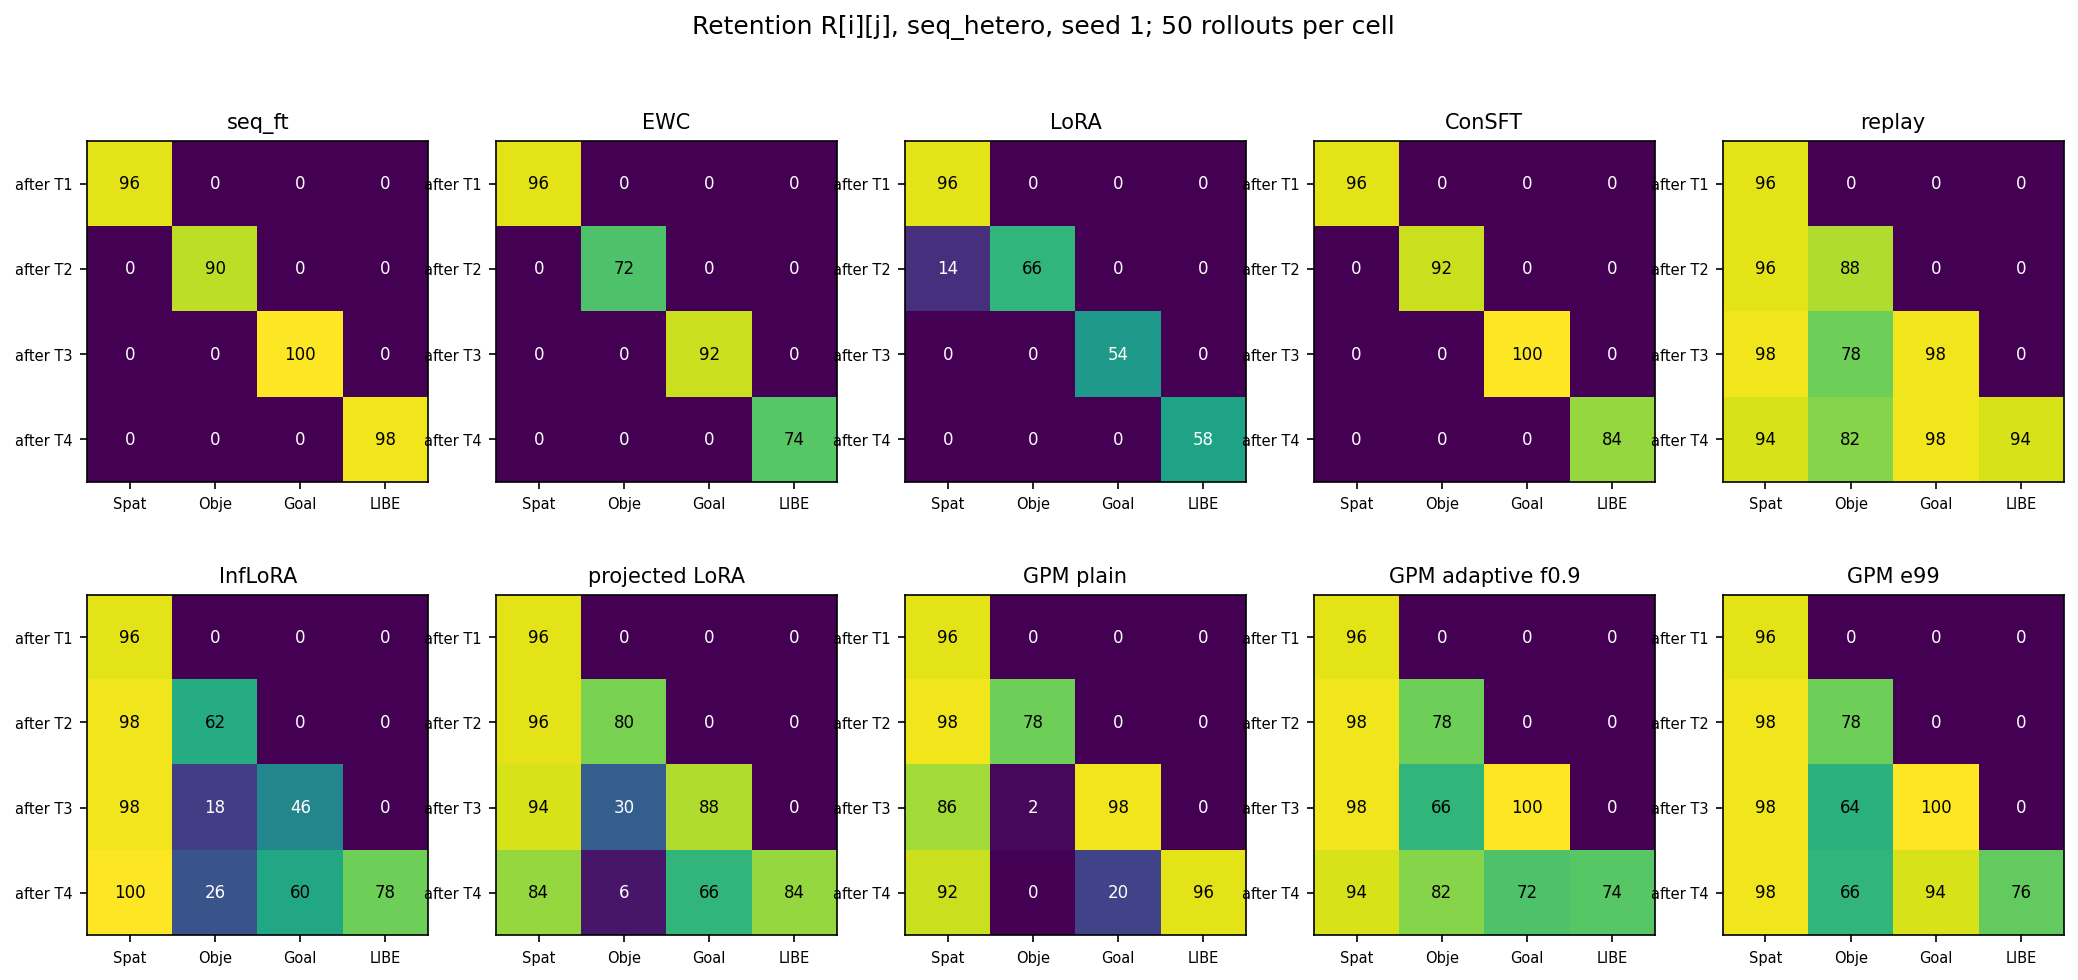 Retention R[i][j], seq_hetero, seed 1; 50 rollouts per cell
seq_ft
after T1 96 0 0 0
after T2 0 90 0 0
after T3 0 0 100 0
after T4 0 0 0 98
Spat Obje Goal LIBE
EWC
after T1 96 0 0 0
after T2 0 72 0 0
after T3 0 0 92 0
after T4 0 0 0 74
Spat Obje Goal LIBE
LoRA
after T1 96 0 0 0
after T2 14 66 0 0
after T3 0 0 54 0
after T4 0 0 0 58
Spat Obje Goal LIBE
ConSFT
after T1 96 0 0 0
after T2 0 92 0 0
after T3 0 0 100 0
after T4 0 0 0 84
Spat Obje Goal LIBE
replay
after T1 96 0 0 0
after T2 96 88 0 0
after T3 98 78 98 0
after T4 94 82 98 94
Spat Obje Goal LIBE
InfLoRA
after T1 96 0 0 0
after T2 98 62 0 0
after T3 98 18 46 0
after T4 100 26 60 78
Spat Obje Goal LIBE
projected LoRA
after T1 96 0 0 0
after T2 96 80 0 0
after T3 94 30 88 0
after T4 84 6 66 84
Spat Obje Goal LIBE
GPM plain
after T1 96 0 0 0
after T2 98 78 0 0
after T3 86 2 98 0
after T4 92 0 20 96
Spat Obje Goal LIBE
GPM adaptive f0.9
after T1 96 0 0 0
after T2 98 78 0 0
after T3 98 66 100 0
after T4 94 82 72 74
Spat Obje Goal LIBE
GPM e99
after T1 96 0 0 0
after T2 98 78 0 0
after T3 98 64 100 0
after T4 98 66 94 76
Spat Obje Goal LIBE